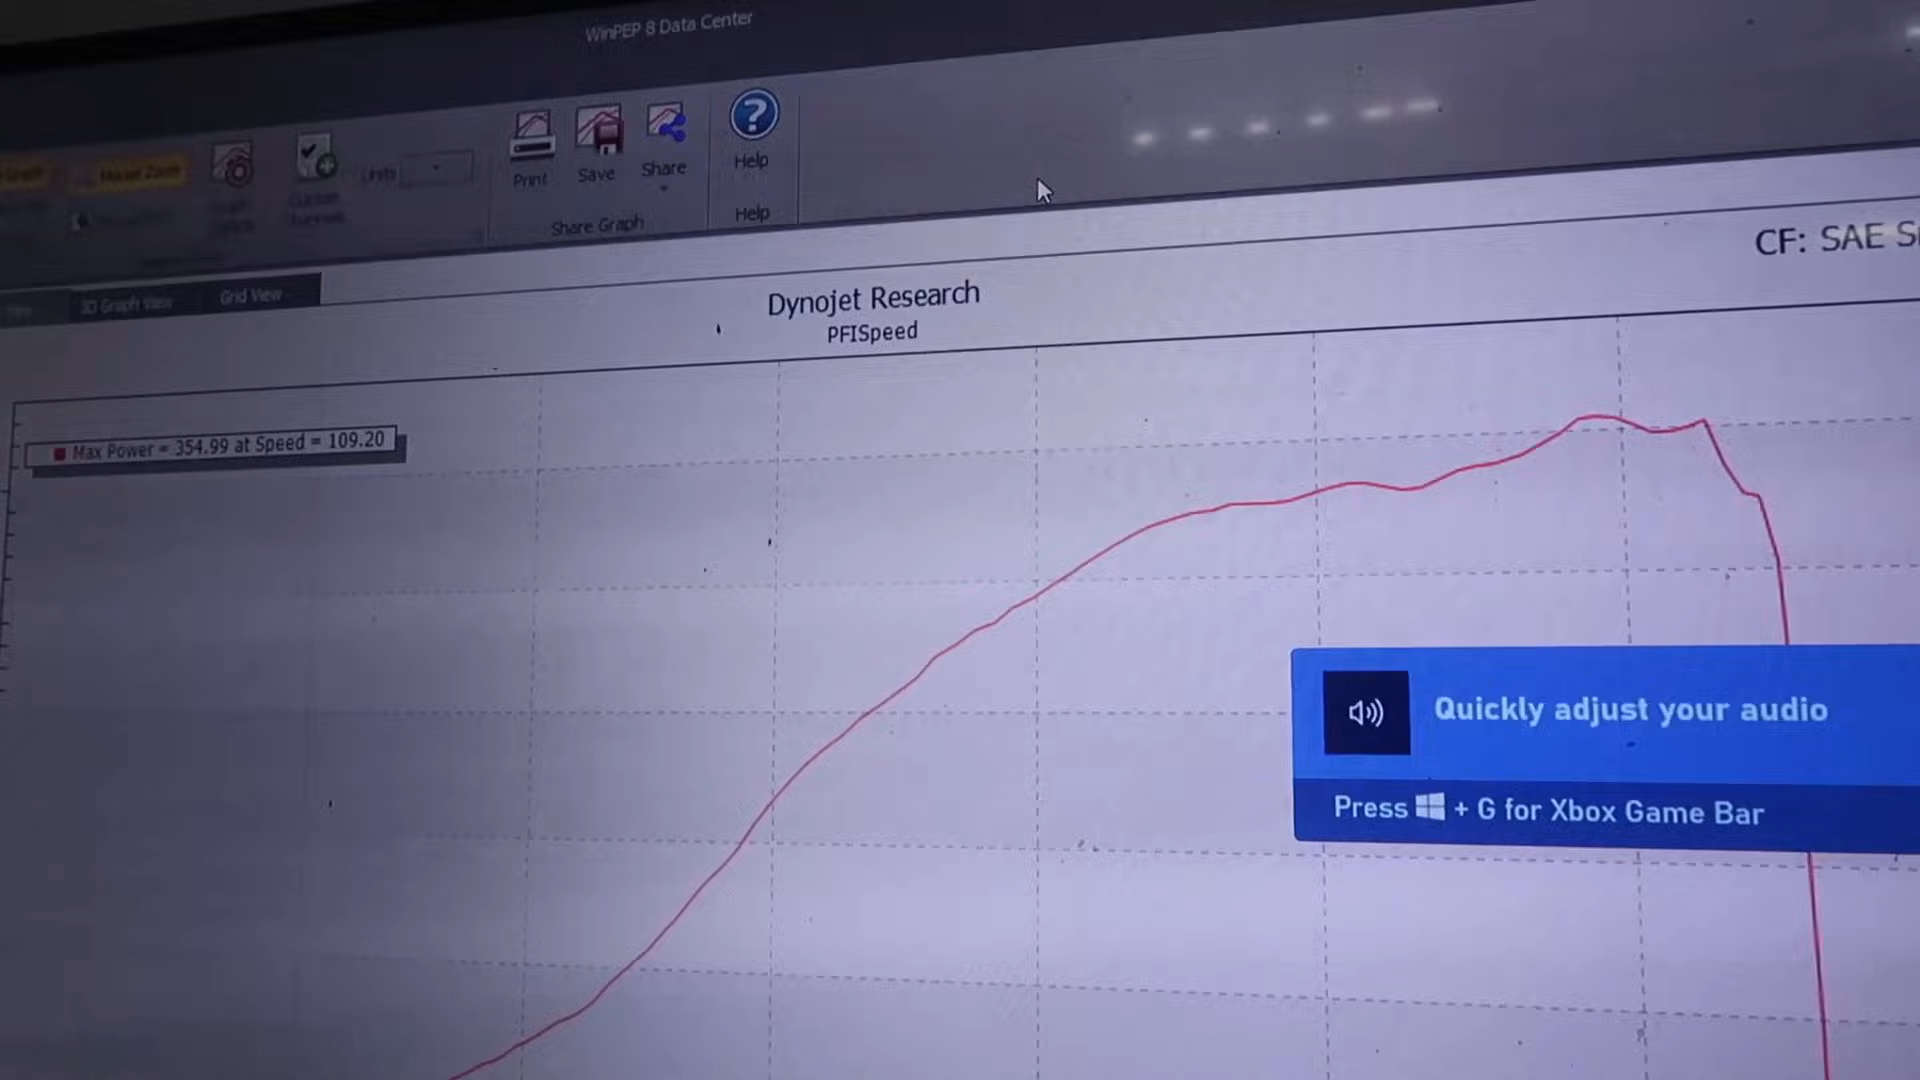 WinPEP 8 Data Center
Units
Print
Save
Share
Help
Share Graph
Help
3D Graph View
Grid View
CF: SAE
Dynojet Research
PFISpeed
Max Power = 354.99 at Speed = 109.20
Quickly adjust your audio
Press + G for Xbox Game Bar